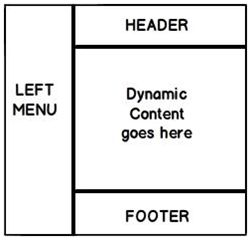 HEADER
LEFT
MENU
Dynamic
Content
goes here
FOOTER